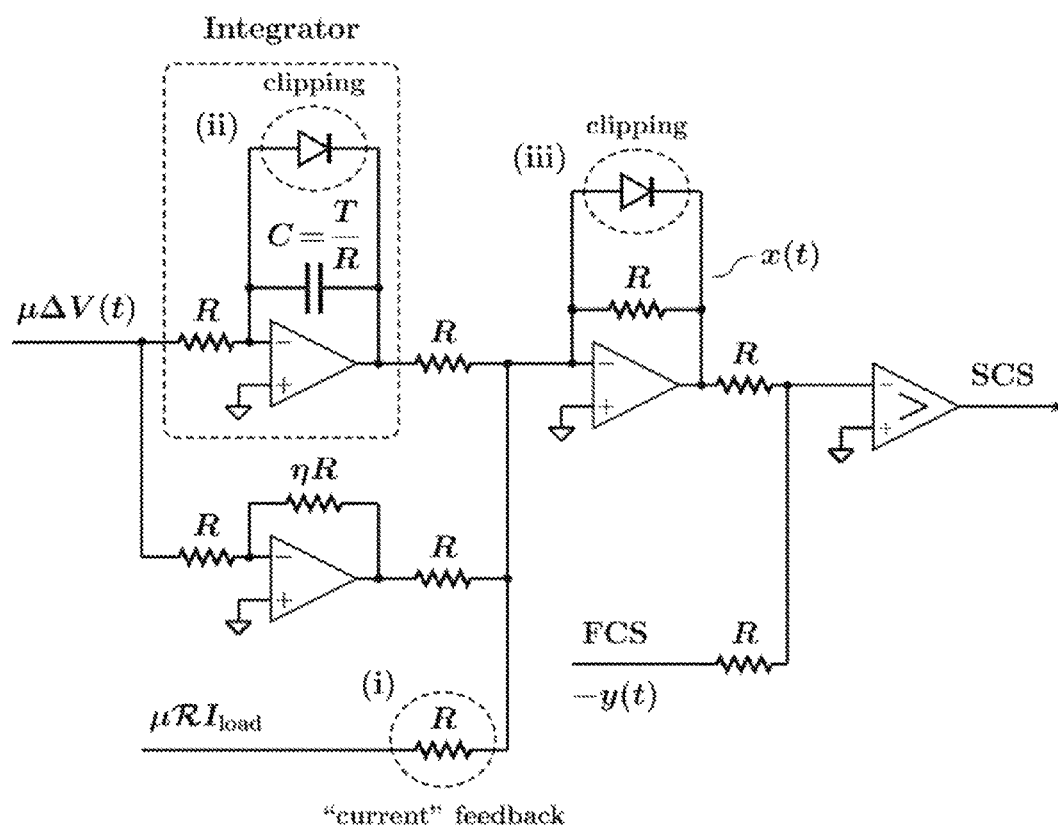 Integrator
clipping
(ii)
clipping
(iii)
C = T/R
x(t)
μΔV(t)
R
−
+
R
−
+
R
SCS
−
>
+
ηR
R
−
+
R
FCS
R
−y(t)
(i)
μℛI_load
R
“current” feedback